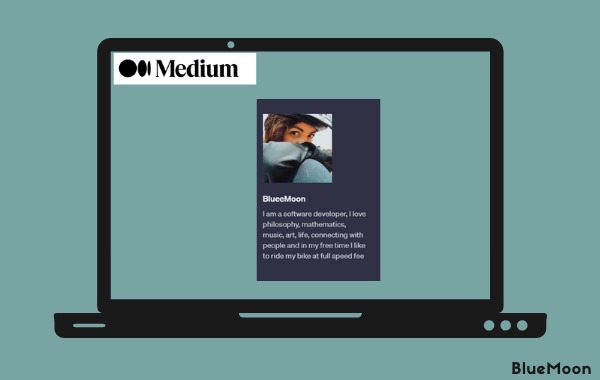 Medium
BlueeMoon
I am a software developer, I love
philosophy, mathematics,
music, art, life, connecting with
people and in my free time I like
to ride my bike at full speed fee
BlueMoon